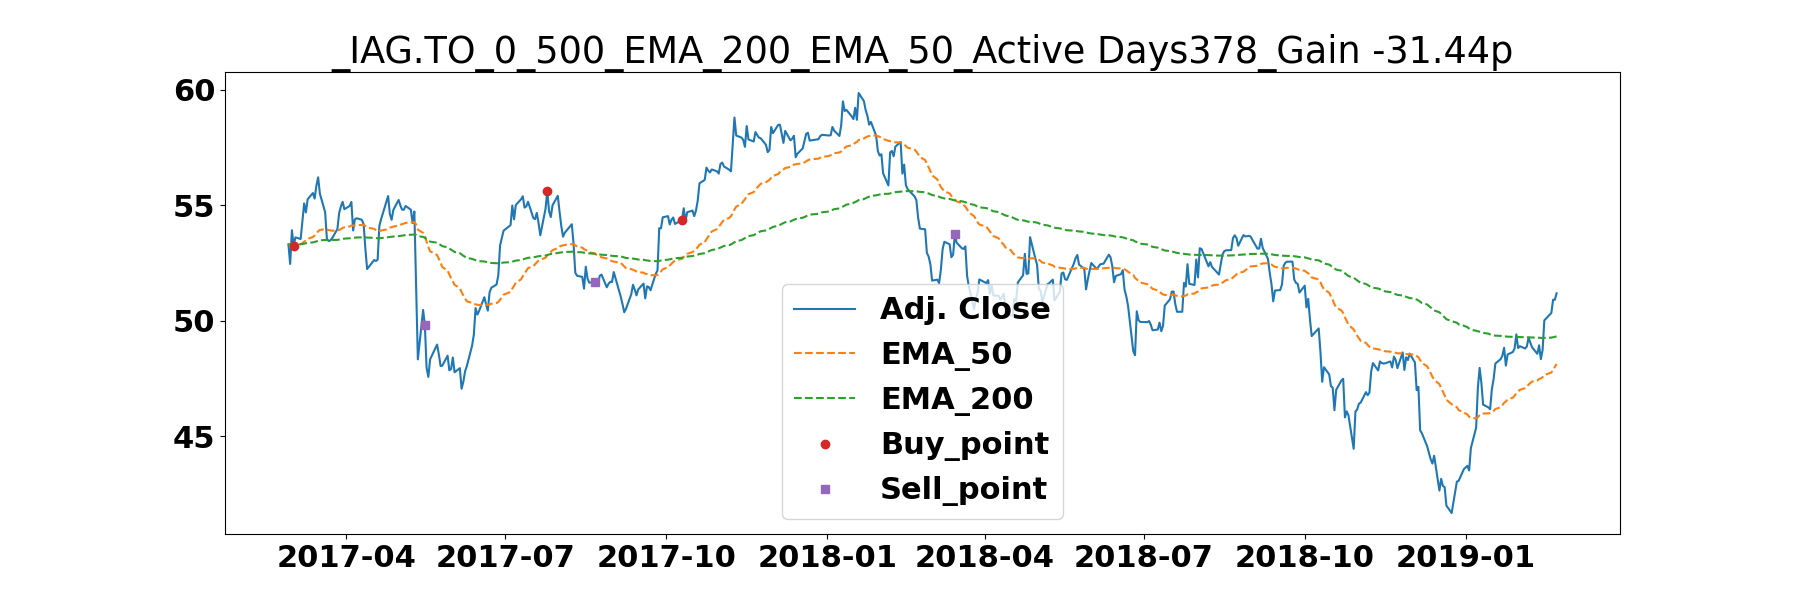 _IAG.TO_0_500_EMA_200_EMA_50_Active Days378_Gain -31.44p
60
55
50
45
Adj. Close
EMA_50
EMA_200
Buy_point
Sell_point
2017-04 2017-07 2017-10 2018-01 2018-04 2018-07 2018-10 2019-01